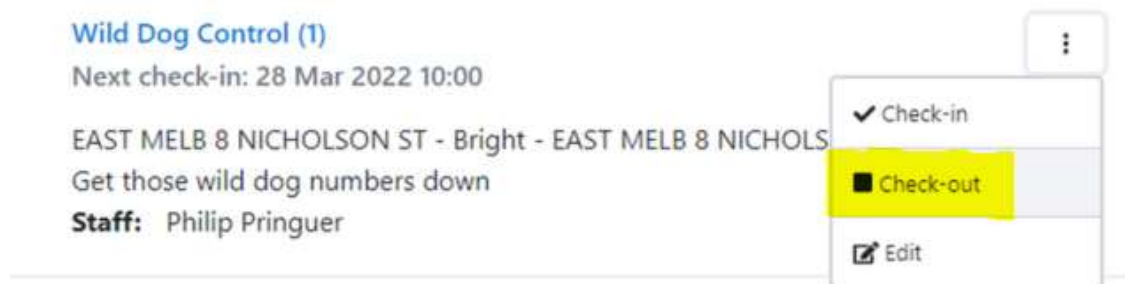 Wild Dog Control (1)
Next check-in: 28 Mar 2022 10:00
EAST MELB 8 NICHOLSON ST - Bright - EAST MELB 8 NICHOLS
Get those wild dog numbers down
Staff: Philip Pringuer
Check-in
Check-out
Edit